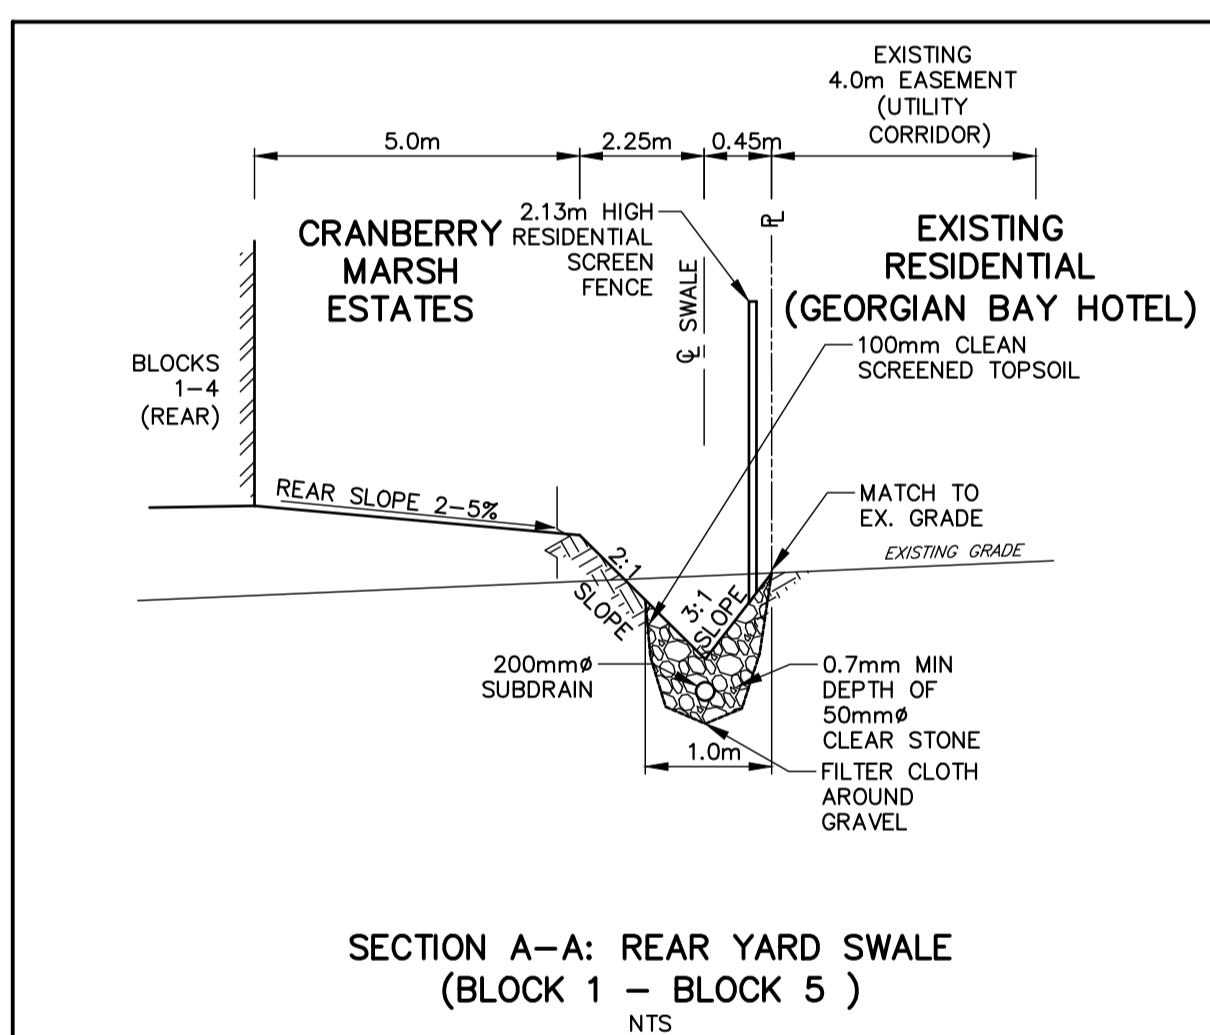 EXISTING
4.0m EASEMENT
(UTILITY
CORRIDOR)
5.0m
2.25m
0.45m
CRANBERRY
MARSH
ESTATES
2.13m HIGH
RESIDENTIAL
SCREEN
FENCE
℄ SWALE
PL
EXISTING
RESIDENTIAL
(GEORGIAN BAY HOTEL)
BLOCKS
1-4
(REAR)
100mm CLEAN
SCREENED TOPSOIL
REAR SLOPE 2-5%
MATCH TO
EX. GRADE
EXISTING GRADE
2:1
SLOPE
3:1
SLOPE
200mmø
SUBDRAIN
0.7mm MIN
DEPTH OF
50mmø
CLEAR STONE
1.0m
FILTER CLOTH
AROUND
GRAVEL
SECTION A-A: REAR YARD SWALE
(BLOCK 1 - BLOCK 5 )
NTS